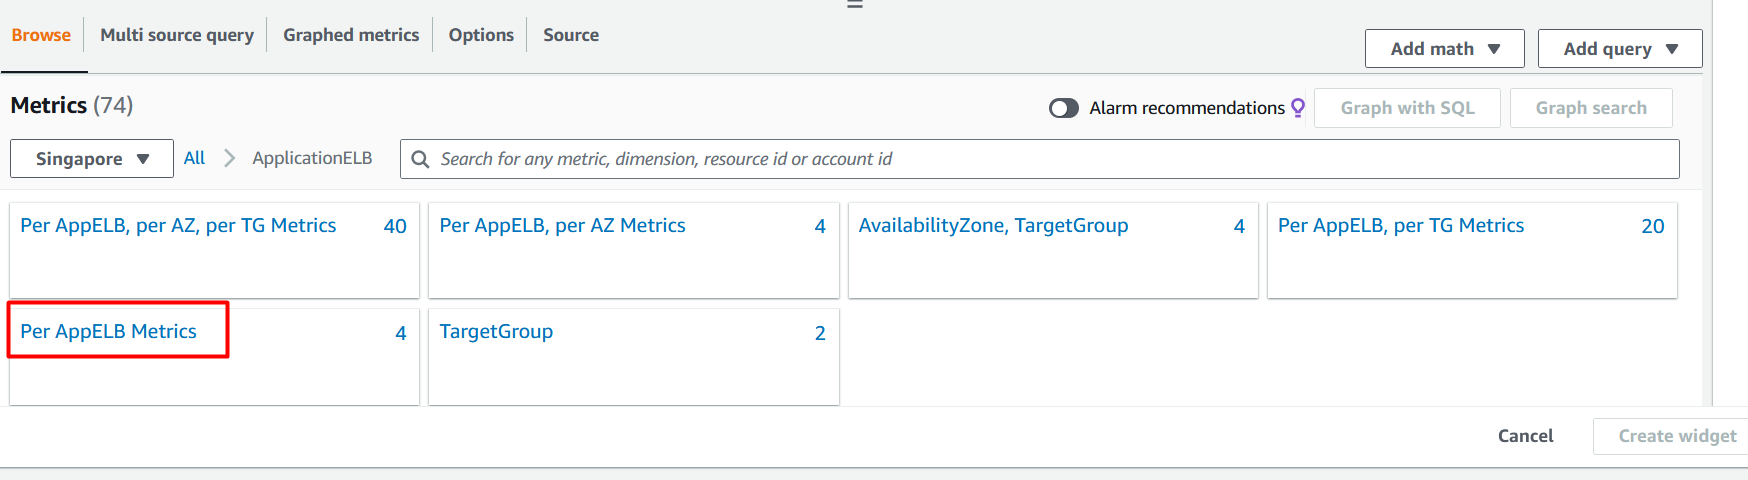 Browse
Multi source query
Graphed metrics
Options
Source
Add math
Add query
Metrics (74)
Alarm recommendations
Graph with SQL
Graph search
Singapore
All
ApplicationELB
Search for any metric, dimension, resource id or account id
Per AppELB, per AZ, per TG Metrics 40
Per AppELB, per AZ Metrics 4
AvailabilityZone, TargetGroup 4
Per AppELB, per TG Metrics 20
Per AppELB Metrics 4
TargetGroup 2
Cancel
Create widget